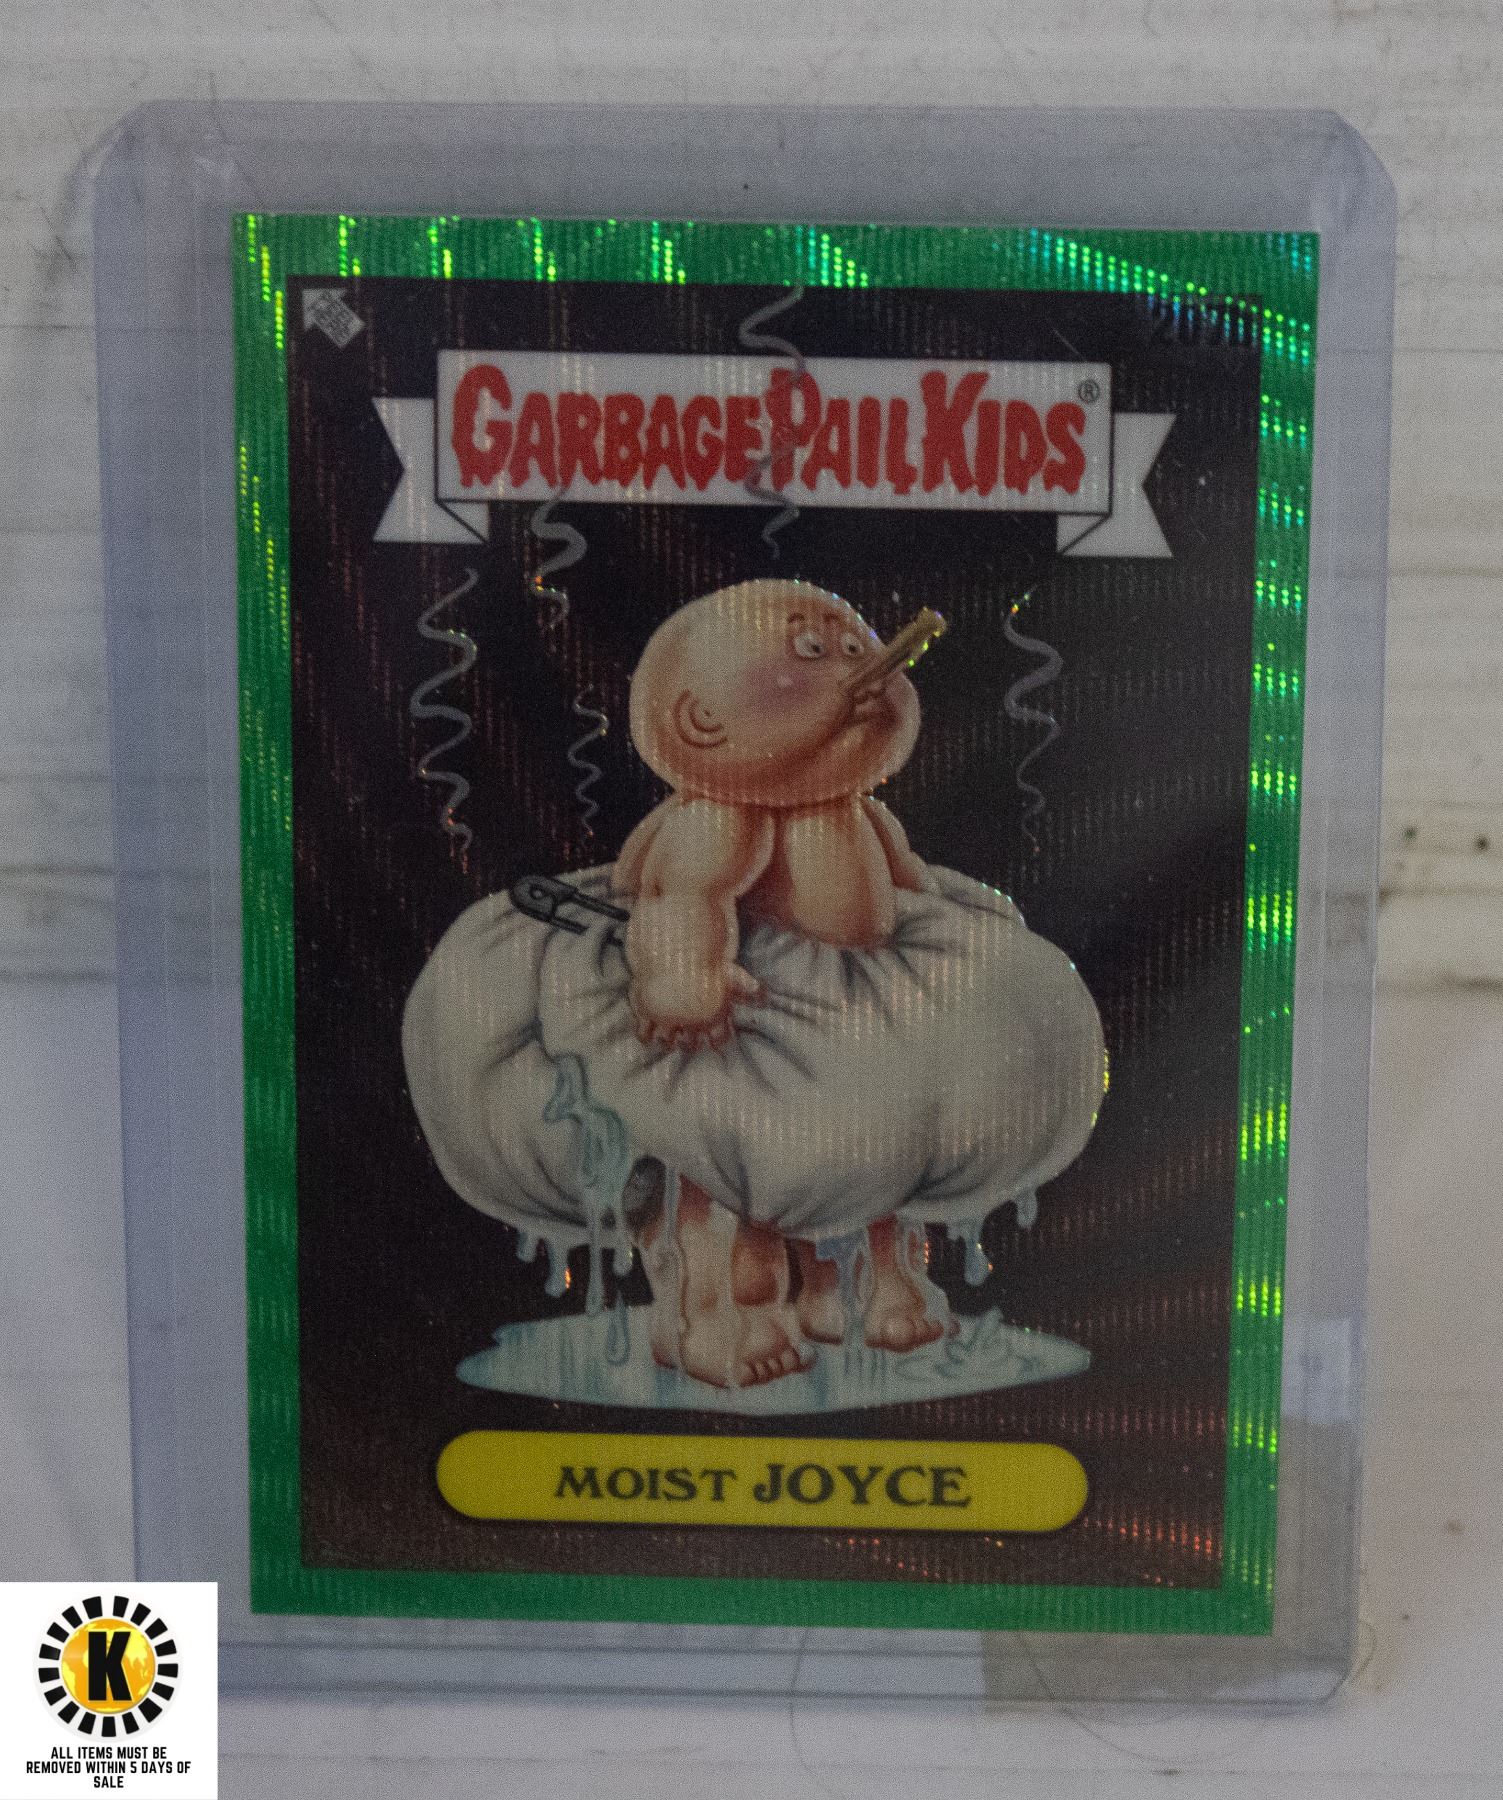 GARBAGE PAIL KIDS®
MOIST JOYCE
K
ALL ITEMS MUST BE
REMOVED WITHIN 5 DAYS OF
SALE